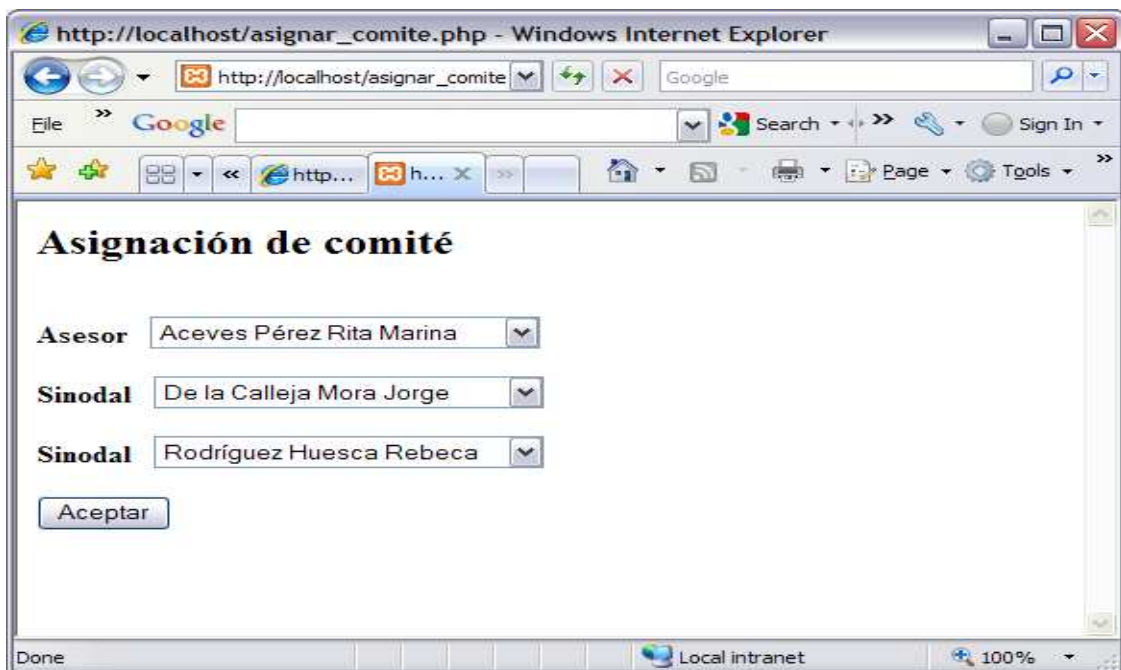 http://localhost/asignar_comite.php - Windows Internet Explorer
http://localhost/asignar_comite Google
File » Google Search » Sign In
« http... h... × » Page Tools »
Asignación de comité
Asesor Aceves Pérez Rita Marina
Sinodal De la Calleja Mora Jorge
Sinodal Rodríguez Huesca Rebeca
Aceptar
Done Local intranet 100%